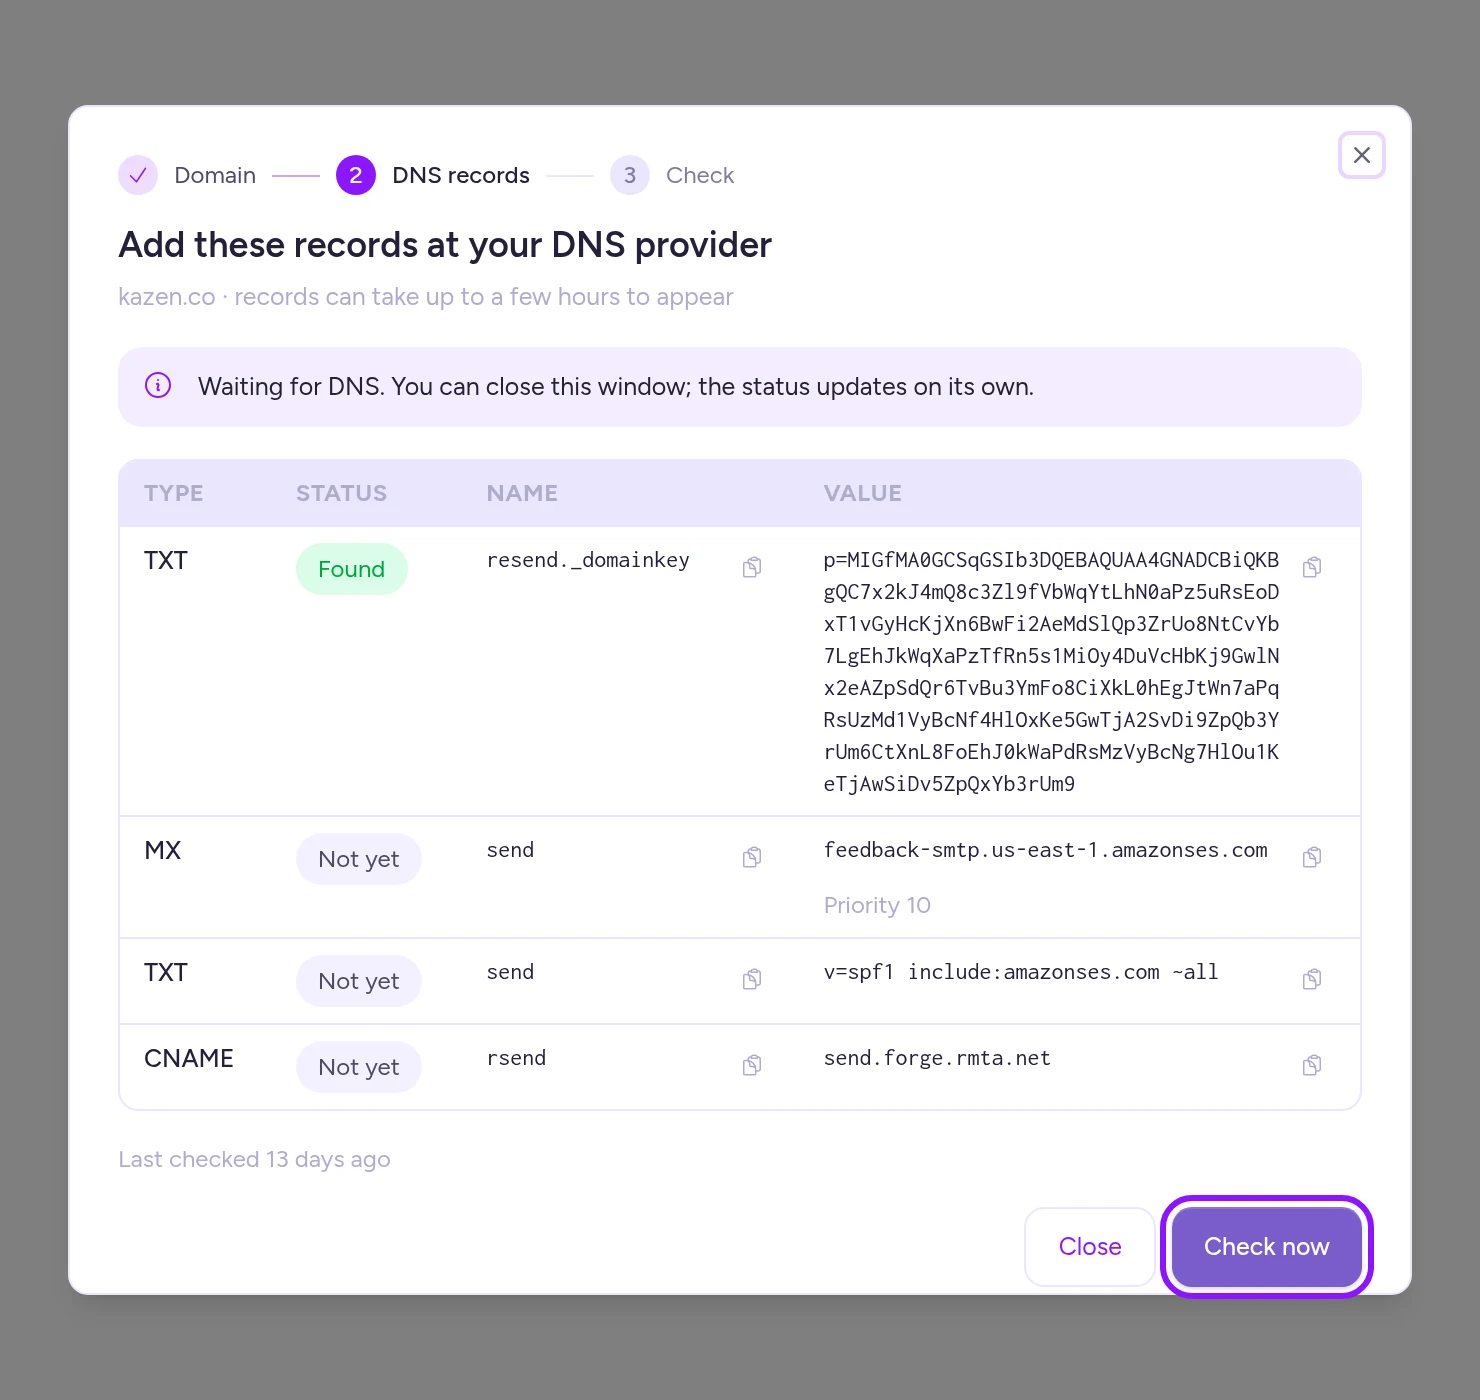 Domain
2 DNS records
3 Check
Add these records at your DNS provider
kazen.co · records can take up to a few hours to appear
Waiting for DNS. You can close this window; the status updates on its own.
TYPE STATUS NAME VALUE
TXT Found resend._domainkey p=MIGfMA0GCSqGSIb3DQEBAQUAA4GNADCBiQKB
gQC7x2kJ4mQ8c3Zl9fVbWqYtLhN0aPz5uRsEoD
xT1vGyHcKjXn6BwFi2AeMdSlQp3ZrUo8NtCvYb
7LgEhJkWqXaPzTfRn5s1MiOy4DuVcHbKj9GwlN
x2eAZpSdQr6TvBu3YmFo8CiXkL0hEgJtWn7aPq
RsUzMd1VyBcNf4HlOxKe5GwTjA2SvDi9ZpQb3Y
rUm6CtXnL8FoEhJ0kWaPdRsMzVyBcNg7HlOu1K
eTjAwSiDv5ZpQxYb3rUm9
MX Not yet send feedback-smtp.us-east-1.amazonses.com
Priority 10
TXT Not yet send v=spf1 include:amazonses.com ~all
CNAME Not yet rsend send.forge.rmta.net
Last checked 13 days ago
Close Check now